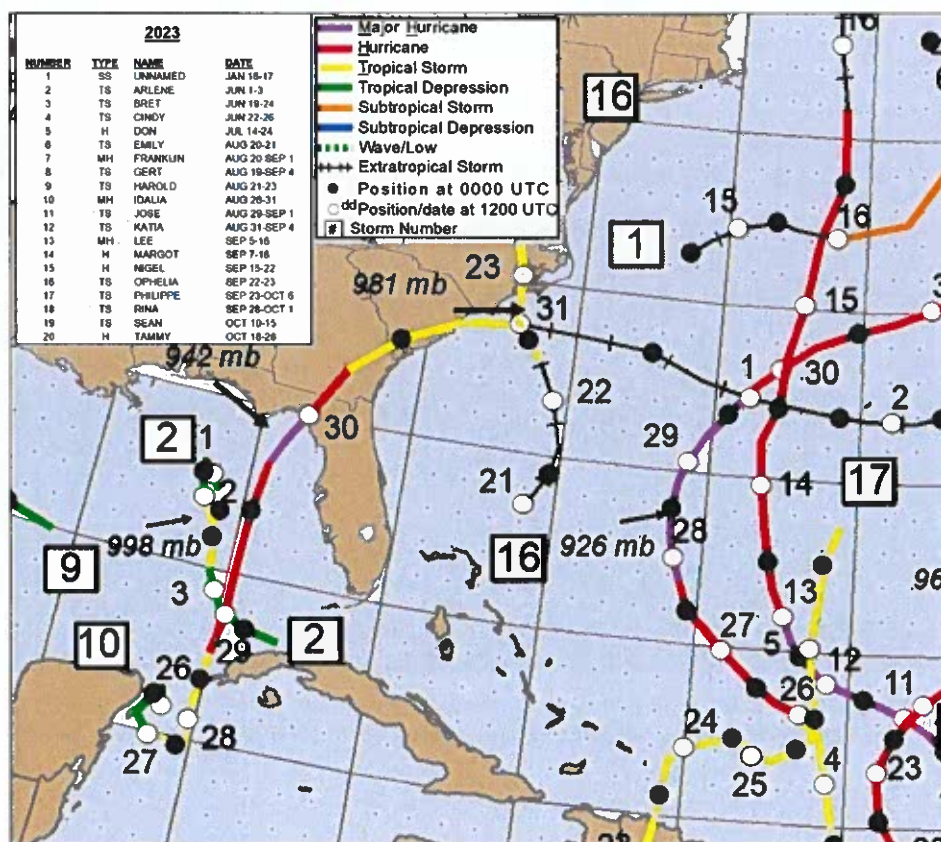 2023
NUMBER TYPE NAME DATE
1 SS UNNAMED JAN 16-17
2 TS ARLENE JUN 1-3
3 TS BRET JUN 19-24
4 TS CINDY JUN 22-26
5 H DON JUL 14-24
6 TS EMILY AUG 20-21
7 MH FRANKLIN AUG 20-SEP 1
8 TS GERT AUG 19-SEP 4
9 TS HAROLD AUG 21-23
10 MH IDALIA AUG 26-31
11 TS JOSE AUG 29-SEP 1
12 TS KATIA AUG 31-SEP 4
13 MH LEE SEP 5-16
14 H MARGOT SEP 7-16
15 H NIGEL SEP 15-22
16 TS OPHELIA SEP 22-23
17 TS PHILIPPE SEP 23-OCT 6
18 TS RINA SEP 28-OCT 1
19 TS SEAN OCT 10-15
20 H TAMMY OCT 18-28
Major Hurricane
Hurricane
Tropical Storm
Tropical Depression
Subtropical Storm
Subtropical Depression
Wave/Low
Extratropical Storm
Position at 0000 UTC
dd Position/date at 1200 UTC
# Storm Number
16
16
15
16
1
23
981 mb
31
15
3
942 mb
1
30
22
2
30
2
1
29
14
17
21
2
998 mb
16
926 mb
28
96
9
3
13
27
5
12
2
29
10
26
26
11
28
24
27
25
4
23